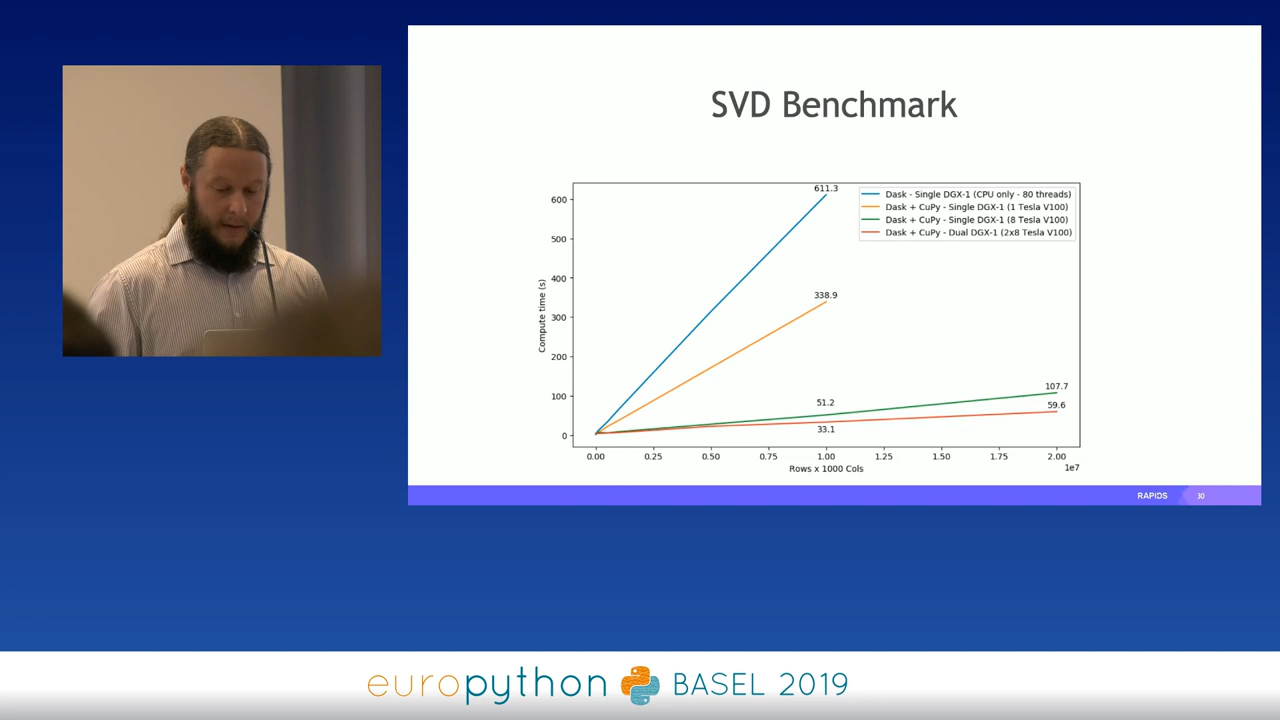 SVD Benchmark
611.3
Dask - Single DGX-1 (CPU only - 80 threads)
Dask + CuPy - Single DGX-1 (1 Tesla V100)
Dask + CuPy - Single DGX-1 (8 Tesla V100)
Dask + CuPy - Dual DGX-1 (2x8 Tesla V100)
600
500
400
300
200
100
0
Compute time (s)
338.9
51.2
33.1
107.7
59.6
0.00 0.25 0.50 0.75 1.00 1.25 1.50 1.75 2.00
1e7
Rows x 1000 Cols
RAPIDS 30
europython BASEL 2019